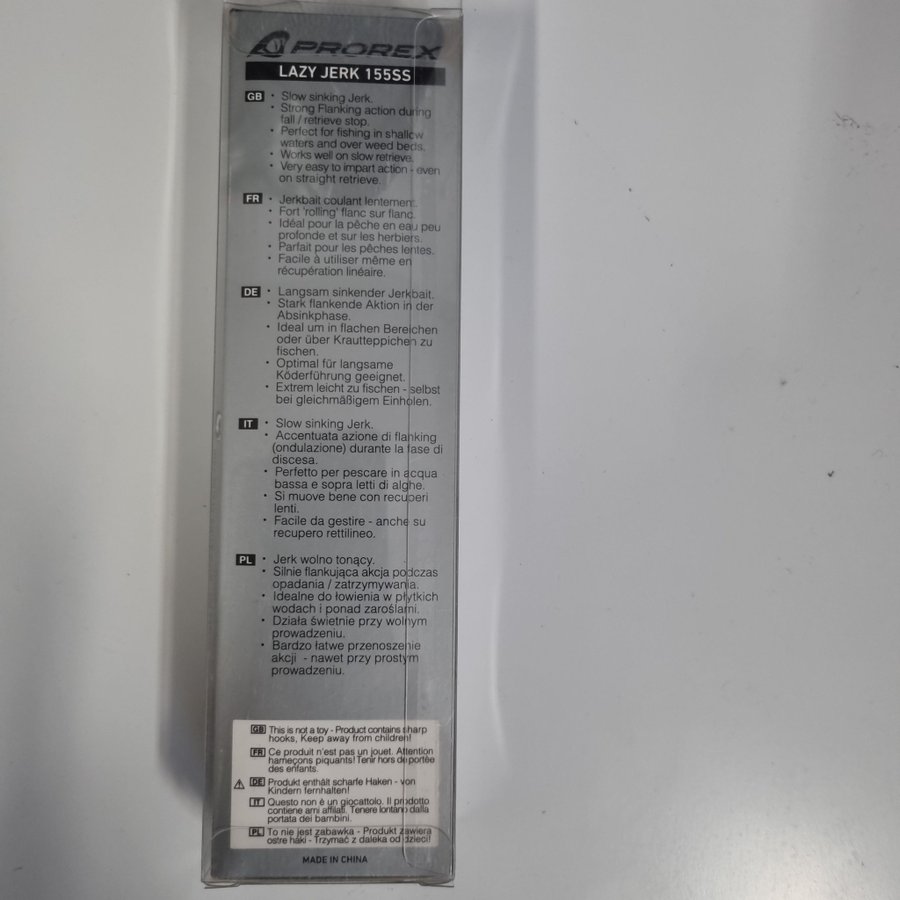 PROREX
LAZY JERK 155SS
GB • Slow sinking Jerk.
• Strong Flanking action during
fall / retrieve stop.
• Perfect for fishing in shallow
waters and over weed beds.
• Works well on slow retrieve.
• Very easy to impart action - even
on straight retrieve.
FR • Jerkbait coulant lentement.
• Fort 'rolling' flanc sur flanc.
• Idéal pour la pêche en eau peu
profonde et sur les herbiers.
• Parfait pour les pêches lentes.
• Facile à utiliser même en
récupération linéaire.
DE • Langsam sinkender Jerkbait.
• Stark flankende Aktion in der
Absinkphase.
• Ideal um in flachen Bereichen
oder über Krautteppichen zu
fischen.
• Optimal für langsame
Köderführung geeignet.
• Extrem leicht zu fischen - selbst
bei gleichmäßigem Einholen.
IT • Slow sinking Jerk.
• Accentuata azione di flanking
(ondulazione) durante la fase di
discesa.
• Perfetto per pescare in acqua
bassa e sopra letti di alghe.
• Si muove bene con recuperi
lenti.
• Facile da gestire - anche su
recupero rettilineo.
PL • Jerk wolno tonący.
• Silnie flankująca akcja podczas
opadania / zatrzymywania.
• Idealne do łowienia w płytkich
wodach i ponad zaroślami.
• Działa świetnie przy wolnym
prowadzeniu.
• Bardzo łatwe przenoszenie
akcji - nawet przy prostym
prowadzeniu.
GB This is not a toy - Product contains sharp
hooks, Keep away from children!
FR Ce produit n'est pas un jouet. Attention
hameçons piquants! Tenir hors de portée
des enfants.
DE Produkt enthält scharfe Haken - von
Kindern fernhalten!
IT Questo non è un giocattolo. Il prodotto
contiene ami affilati. Tenere lontano dalla
portata dei bambini.
PL To nie jest zabawka - Produkt zawiera
ostre haki - Trzymać z daleka od dzieci!
MADE IN CHINA